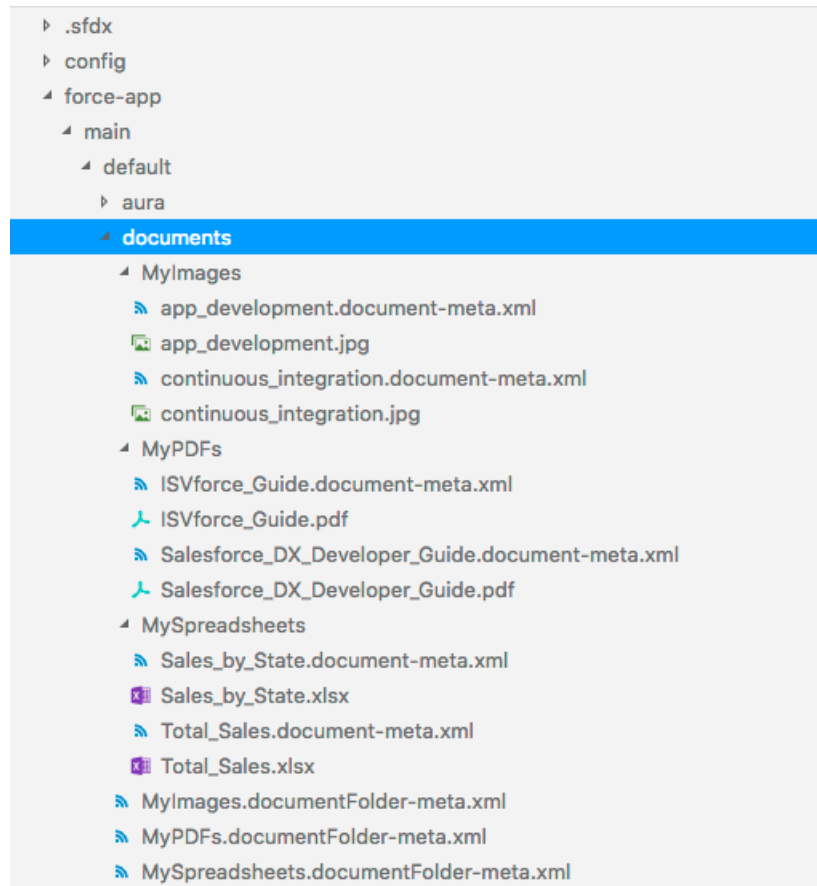 .sfdx
config
force-app
main
default
aura
documents
MyImages
app_development.document-meta.xml
app_development.jpg
continuous_integration.document-meta.xml
continuous_integration.jpg
MyPDFs
ISVforce_Guide.document-meta.xml
ISVforce_Guide.pdf
Salesforce_DX_Developer_Guide.document-meta.xml
Salesforce_DX_Developer_Guide.pdf
MySpreadsheets
Sales_by_State.document-meta.xml
Sales_by_State.xlsx
Total_Sales.document-meta.xml
Total_Sales.xlsx
MyImages.documentFolder-meta.xml
MyPDFs.documentFolder-meta.xml
MySpreadsheets.documentFolder-meta.xml